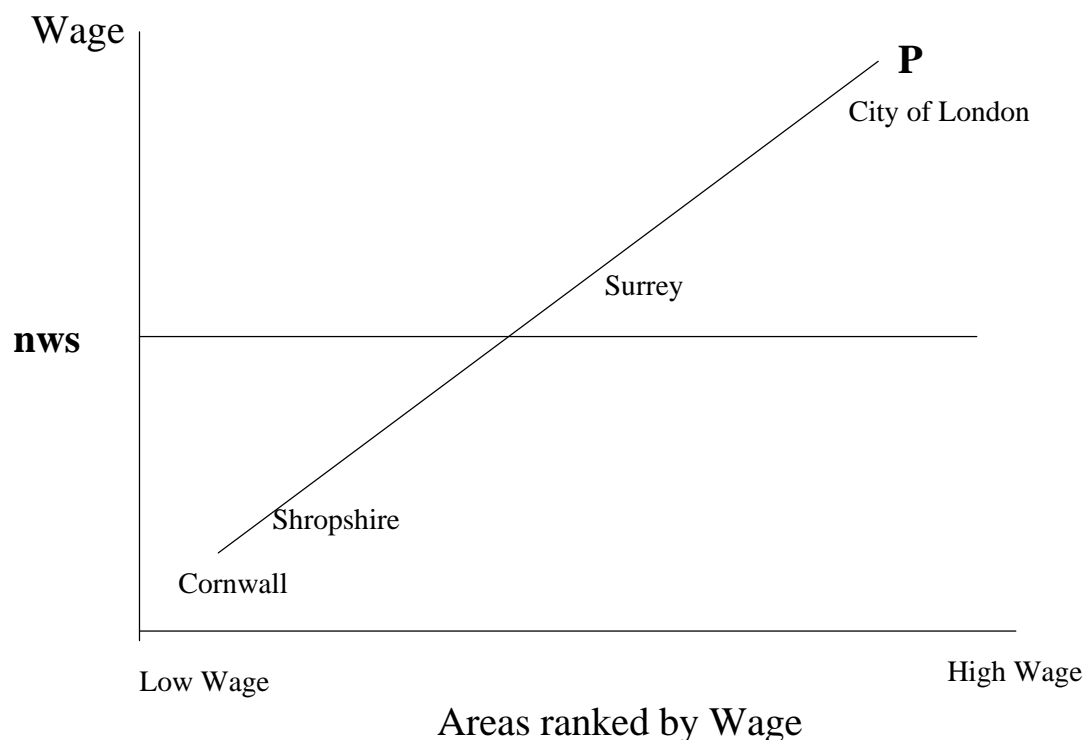 Wage
P
City of London
Surrey
nws
Shropshire
Cornwall
Low Wage
High Wage
Areas ranked by Wage